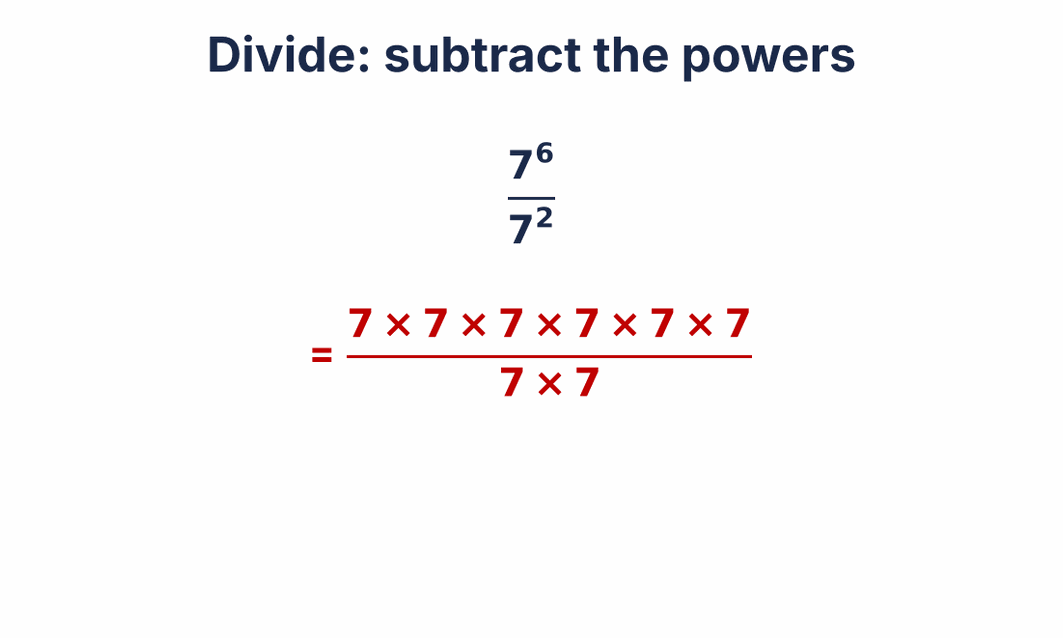 Divide: subtract the powers
7⁶
7²
= 7 × 7 × 7 × 7 × 7 × 7
7 × 7